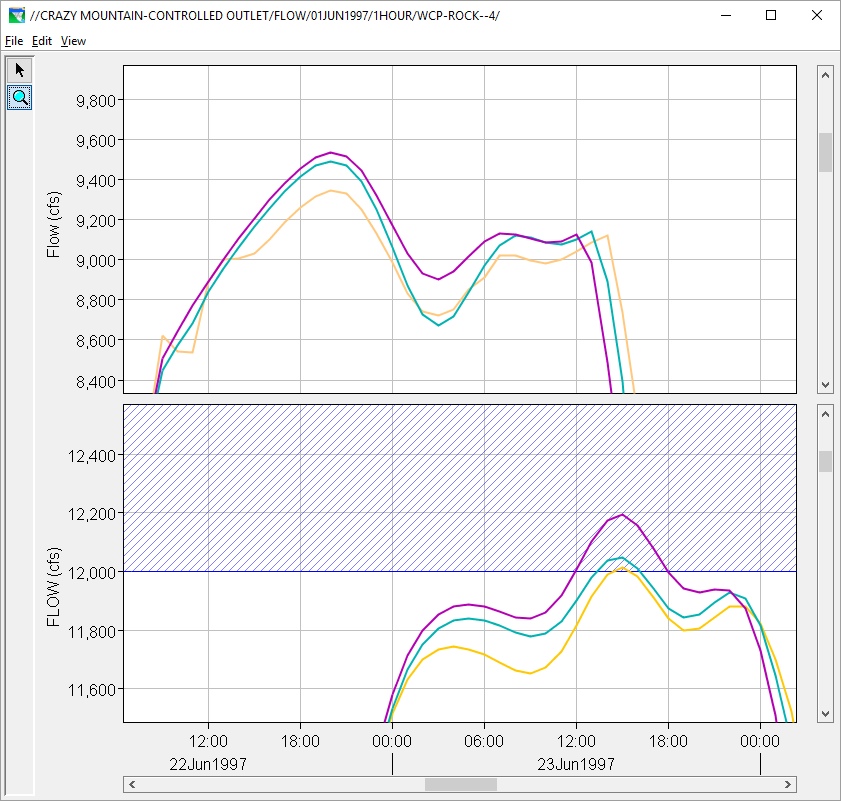 //CRAZY MOUNTAIN-CONTROLLED OUTLET/FLOW/01JUN1997/1HOUR/WCP-ROCK--4/
File Edit View
9,800
9,600
9,400
9,200
9,000
8,800
8,600
8,400
Flow (cfs)
12,400
12,200
12,000
11,800
11,600
FLOW (cfs)
12:00 18:00 00:00 06:00 12:00 18:00 00:00
22Jun1997 23Jun1997